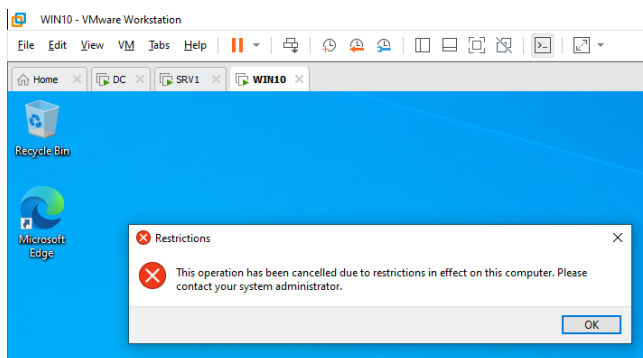 WIN10 - VMware Workstation
File Edit View VM Tabs Help
Home DC SRV1 WIN10
Recycle Bin
Microsoft
Edge
Restrictions
This operation has been cancelled due to restrictions in effect on this computer. Please
contact your system administrator.
OK